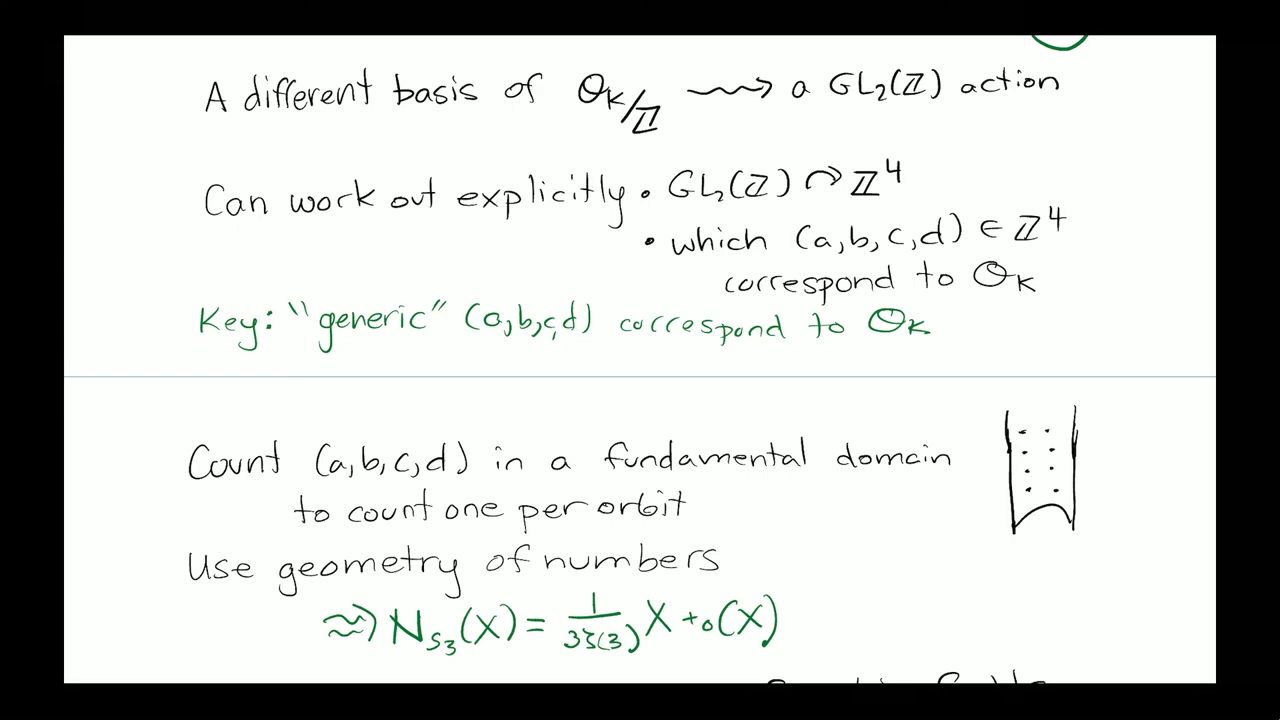 A different basis of 𝒪_K/ℤ ⟿ a GL₂(ℤ) action
Can work out explicitly • GL₂(ℤ) ↷ ℤ⁴
• which (a,b,c,d) ∈ ℤ⁴
correspond to 𝒪_K
Key: "generic" (a,b,c,d) correspond to 𝒪_K
Count (a,b,c,d) in a fundamental domain
to count one per orbit
Use geometry of numbers
⟿ N_{S₃}(X) = 1/(3ζ(3)) X + o(X)